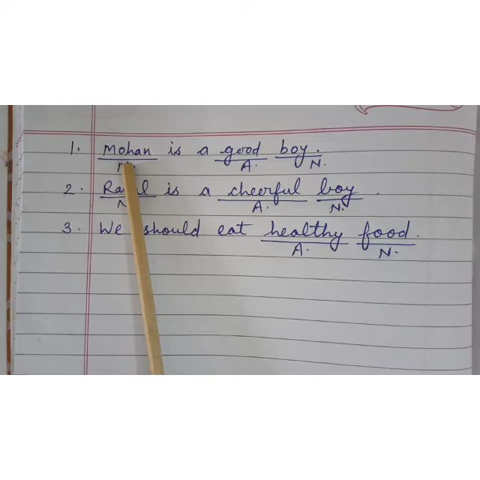 1. Mohan is a good boy.
N. A. N.
2. is a cheerful boy.
N A. N.
3. We should eat healthy food.
A. N.